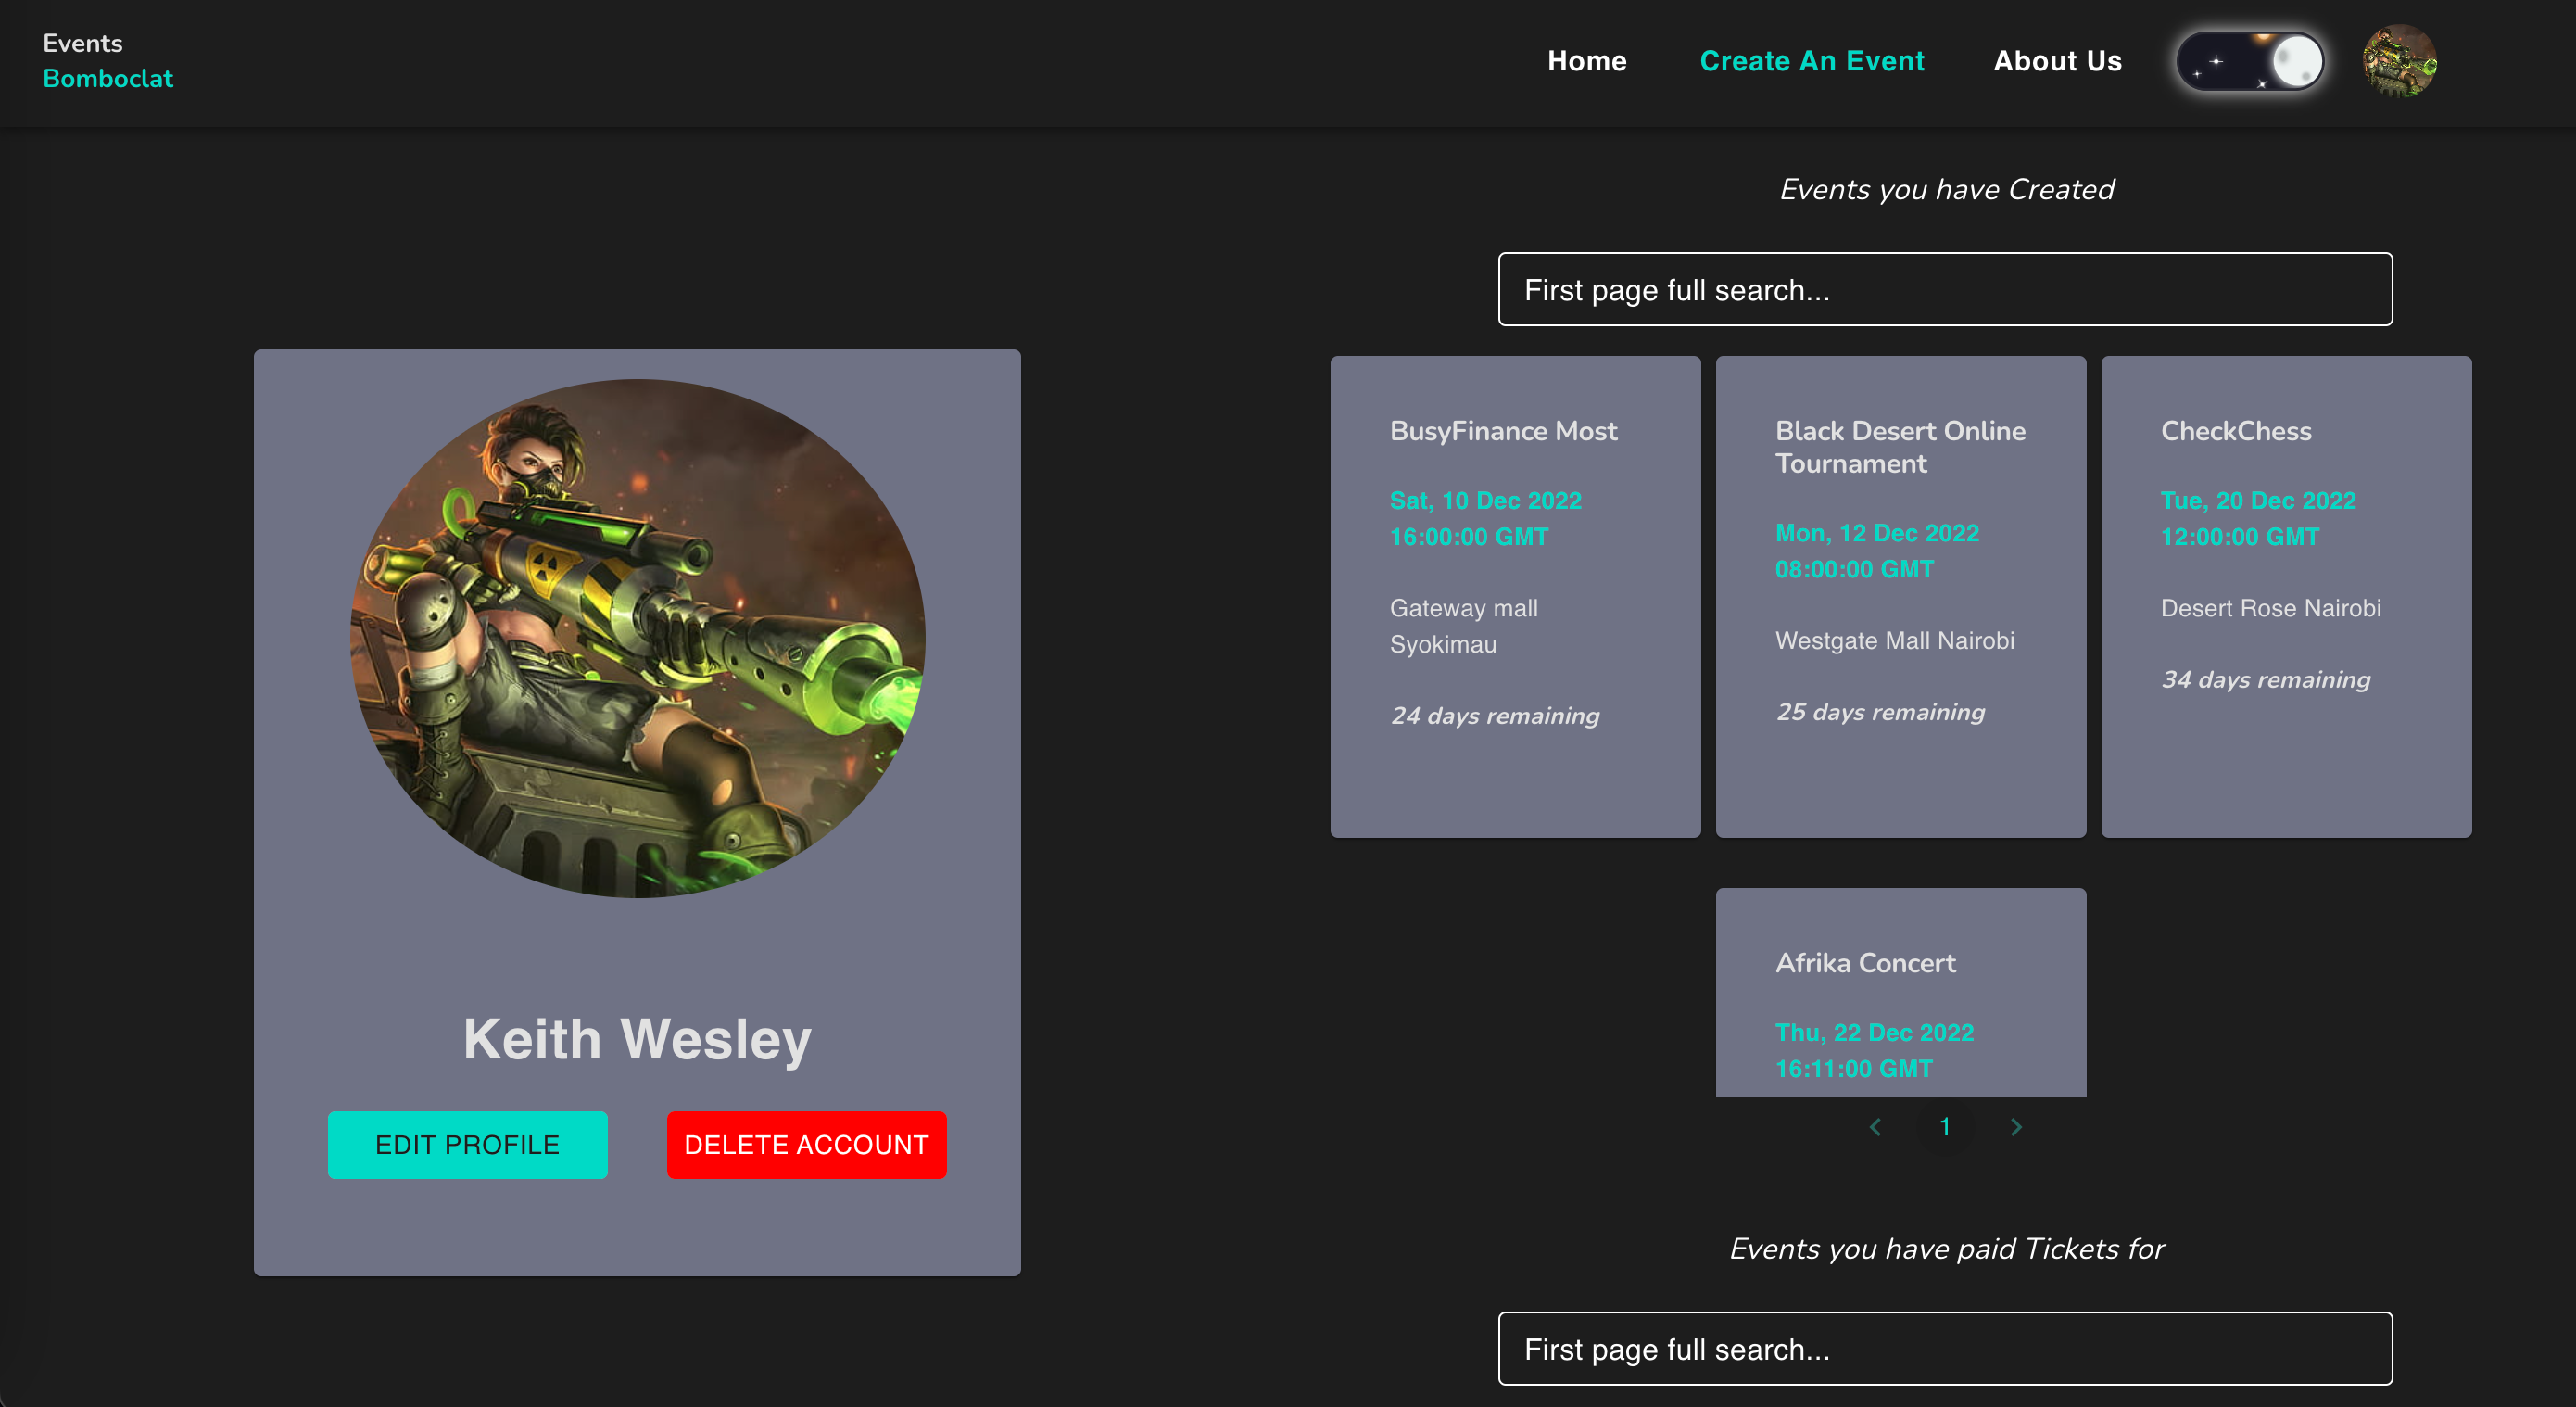 Events
Bomboclat
Home
Create An Event
About Us
Keith Wesley
EDIT PROFILE
DELETE ACCOUNT
Events you have Created
First page full search...
BusyFinance Most
Sat, 10 Dec 2022
16:00:00 GMT
Gateway mall
Syokimau
24 days remaining
Black Desert Online
Tournament
Mon, 12 Dec 2022
08:00:00 GMT
Westgate Mall Nairobi
25 days remaining
CheckChess
Tue, 20 Dec 2022
12:00:00 GMT
Desert Rose Nairobi
34 days remaining
Afrika Concert
Thu, 22 Dec 2022
16:11:00 GMT
1
Events you have paid Tickets for
First page full search...